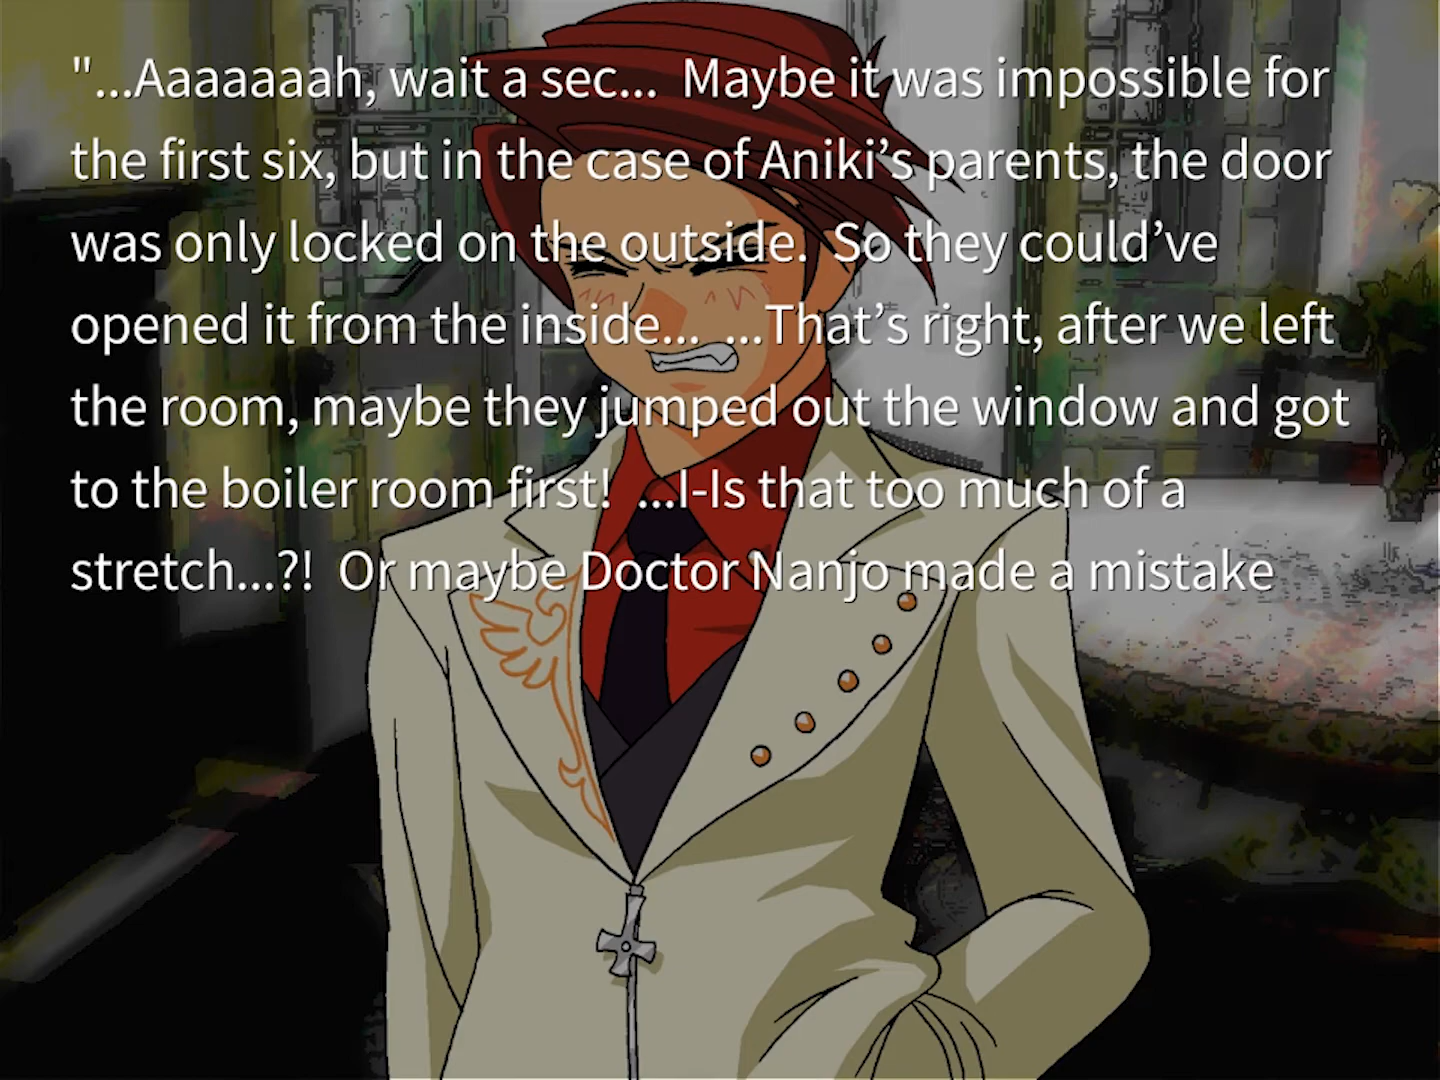 "...Aaaaaaah, wait a sec...  Maybe it was impossible for
the first six, but in the case of Aniki’s parents, the door
was only locked on the outside.  So they could’ve
opened it from the inside...  ...That’s right, after we left
the room, maybe they jumped out the window and got
to the boiler room first!  ...I-Is that too much of a
stretch...?!  Or maybe Doctor Nanjo made a mistake